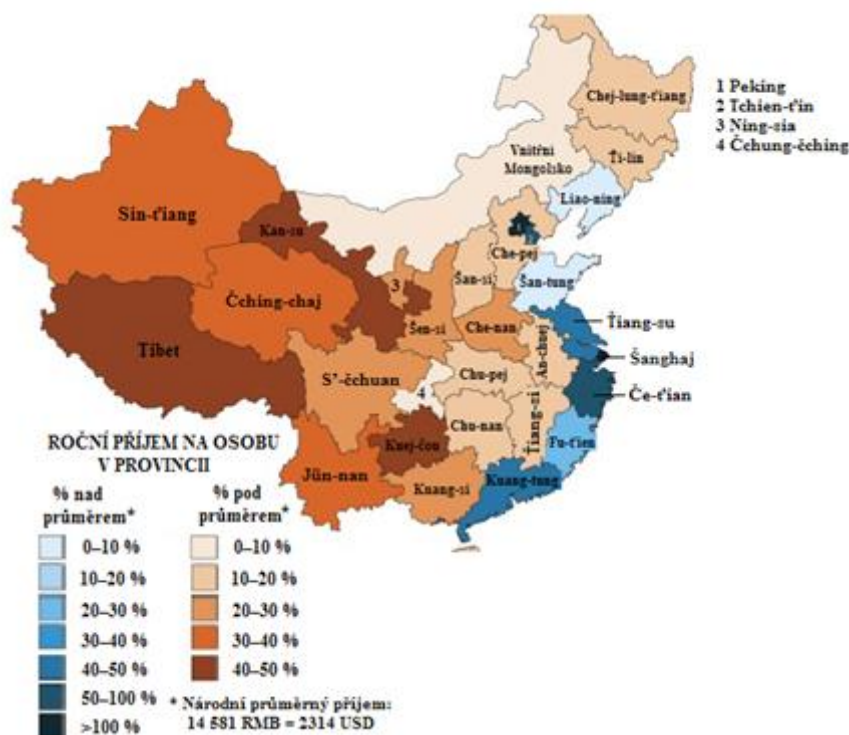 Chej-lung-ťiang
1 Peking
2 Tchien-ťin
3 Ning-sia
4 Čchung-čching
Vnitřní
Mongolsko
Ťi-lin
Liao-ning
Sin-ťiang
Kan-su
1
2
Che-pej
Šan-si
Šan-tung
3
Čching-chaj
Šen-si
Che-nan
Ťiang-su
Tibet
An-chuej
Šanghaj
S’-čchuan
Chu-pej
Če-ťian
4
Ťiang-si
Chu-nan
Fu-ťien
Kuej-čou
Jün-nan
Kuang-si
Kuang-tung
ROČNÍ PŘÍJEM NA OSOBU
V PROVINCII
% nad
průměrem*
0–10 %
10–20 %
20–30 %
30–40 %
40–50 %
50–100 %
>100 %
% pod
průměrem*
0–10 %
10–20 %
20–30 %
30–40 %
40–50 %
* Národní průměrný příjem:
14 581 RMB = 2314 USD